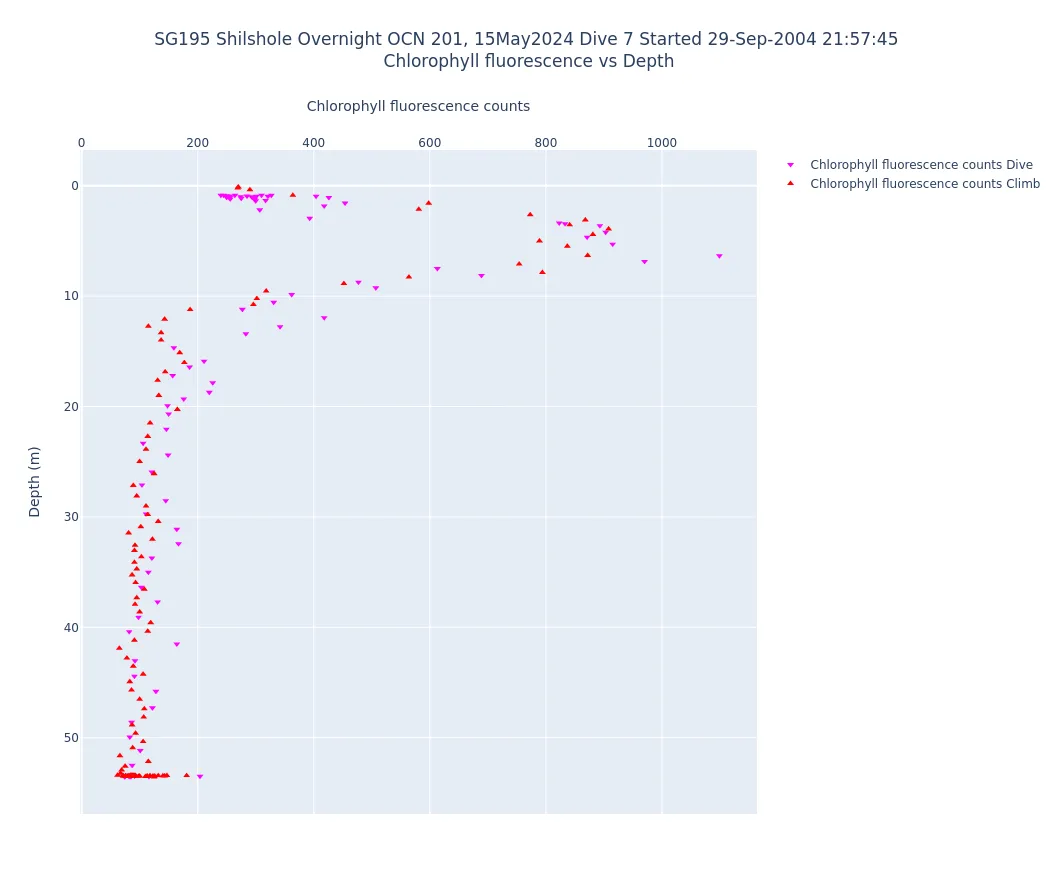 SG195 Shilshole Overnight OCN 201, 15May2024 Dive 7 Started 29-Sep-2004 21:57:45
Chlorophyll fluorescence vs Depth
Chlorophyll fluorescence counts
0 200 400 600 800 1000
Chlorophyll fluorescence counts Dive
Chlorophyll fluorescence counts Climb
0
10
20
30
40
50
Depth (m)